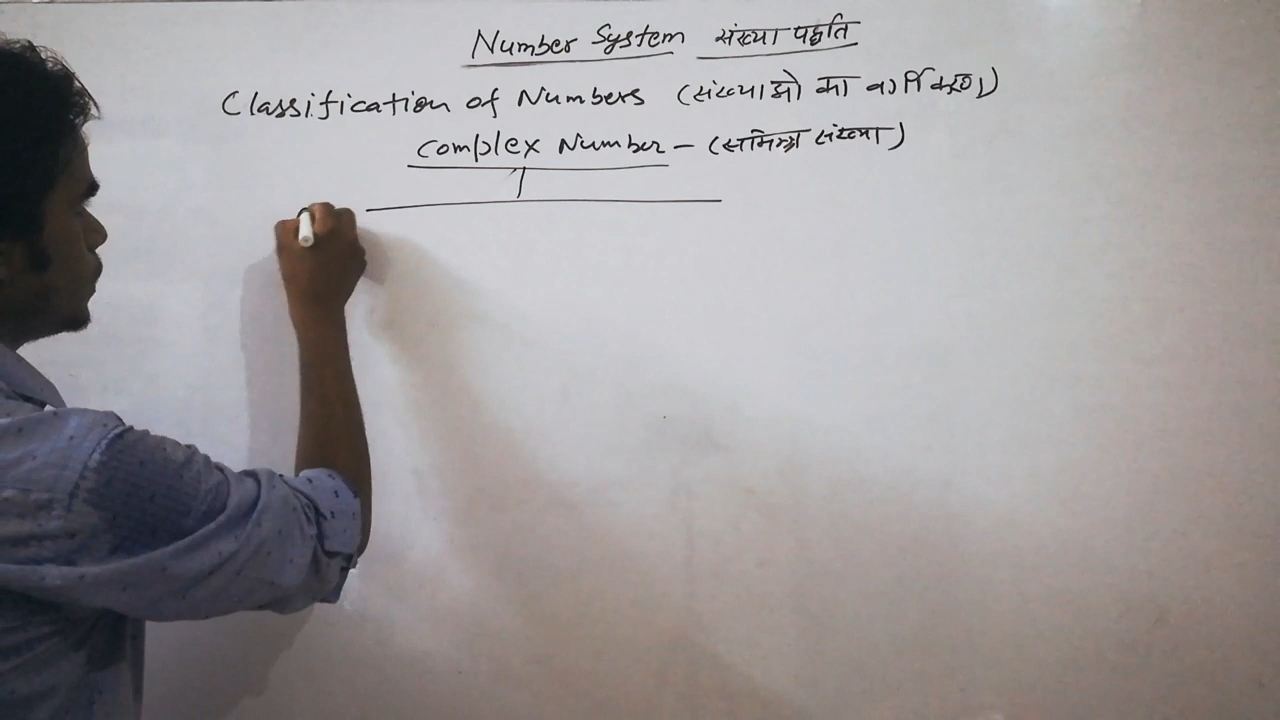 Number System संख्या पद्धति
Classification of Numbers (संख्याओ का वर्गिकरण)
Complex Number - (समिश्र संख्या)